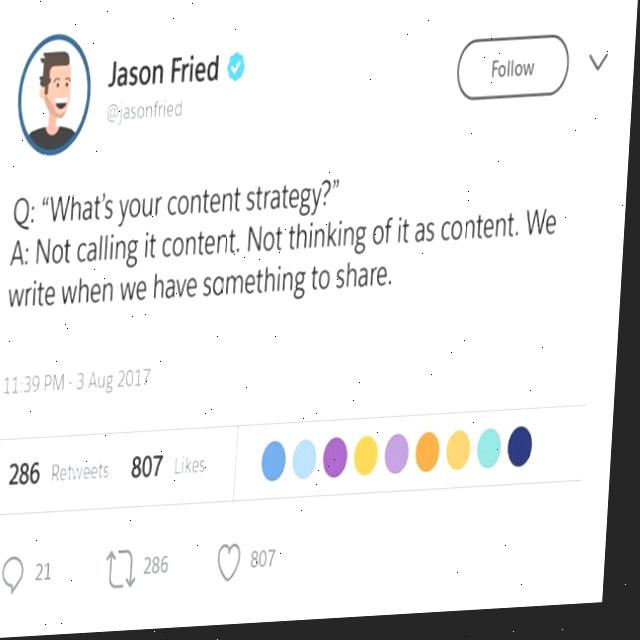 Jason Fried
@jasonfried
Follow
Q: “What’s your content strategy?”
A: Not calling it content. Not thinking of it as content. We
write when we have something to share.
11:39 PM - 3 Aug 2017
286 Retweets 807 Likes
21 286 807